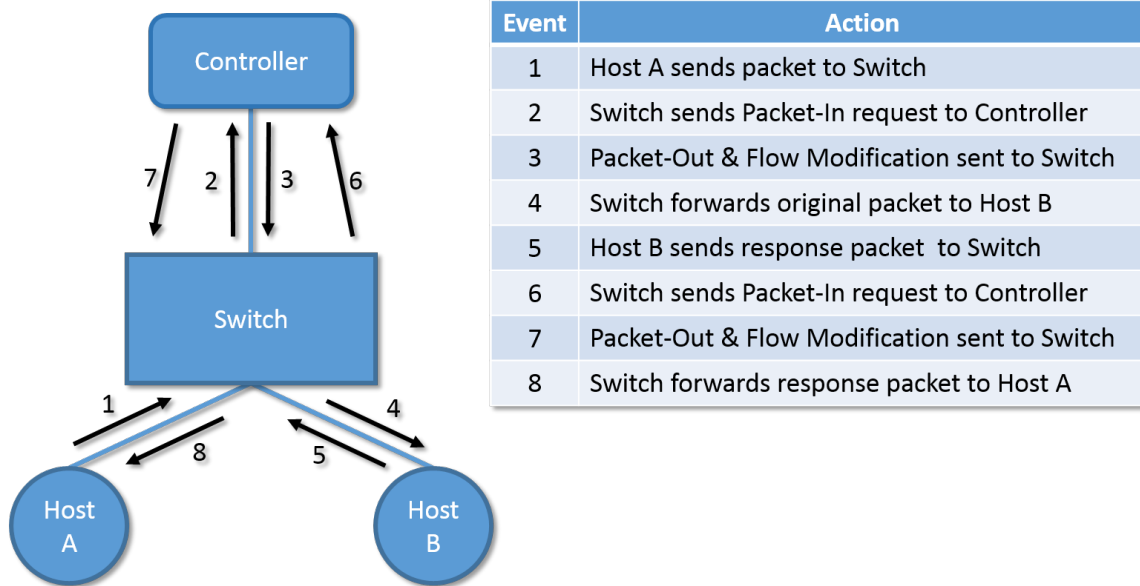 Controller
7
2
3
6
Switch
1
8
5
4
Host
A
Host
B
Event Action
1 Host A sends packet to Switch
2 Switch sends Packet-In request to Controller
3 Packet-Out & Flow Modification sent to Switch
4 Switch forwards original packet to Host B
5 Host B sends response packet to Switch
6 Switch sends Packet-In request to Controller
7 Packet-Out & Flow Modification sent to Switch
8 Switch forwards response packet to Host A